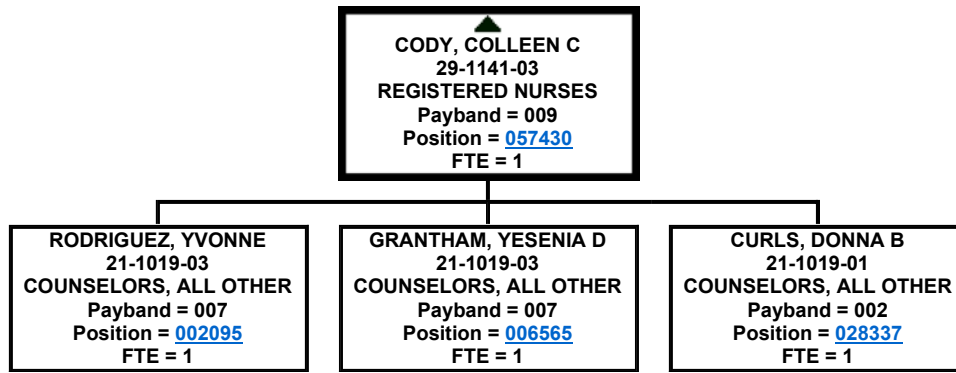 CODY, COLLEEN C
29-1141-03
REGISTERED NURSES
Payband = 009
Position = 057430
FTE = 1
RODRIGUEZ, YVONNE
21-1019-03
COUNSELORS, ALL OTHER
Payband = 007
Position = 002095
FTE = 1
GRANTHAM, YESENIA D
21-1019-03
COUNSELORS, ALL OTHER
Payband = 007
Position = 006565
FTE = 1
CURLS, DONNA B
21-1019-01
COUNSELORS, ALL OTHER
Payband = 002
Position = 028337
FTE = 1